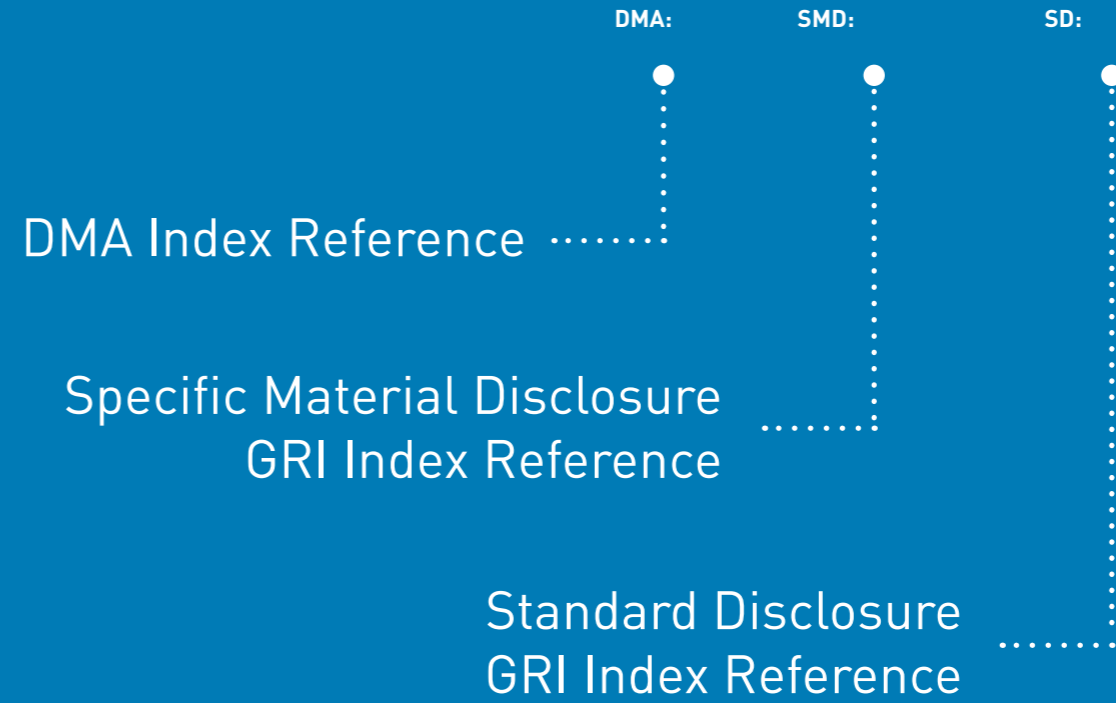 DMA: SMD: SD:
DMA Index Reference
Specific Material Disclosure
GRI Index Reference
Standard Disclosure
GRI Index Reference